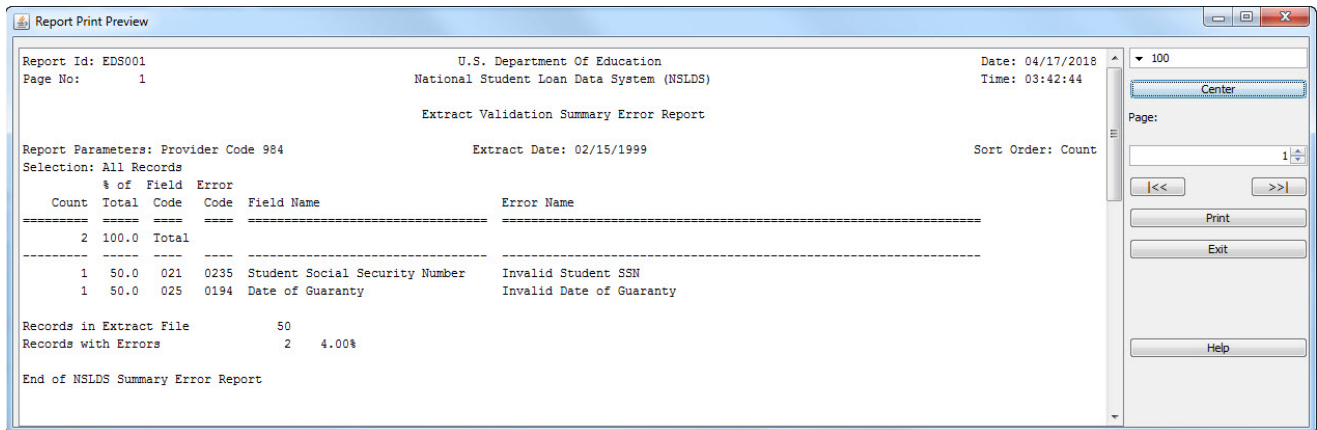 Report Print Preview
Report Id: EDS001 U.S. Department Of Education Date: 04/17/2018
Page No: 1 National Student Loan Data System (NSLDS) Time: 03:42:44
Extract Validation Summary Error Report
Report Parameters: Provider Code 984 Extract Date: 02/15/1999 Sort Order: Count
Selection: All Records
% of Field Error
Count Total Code Code Field Name Error Name
2 100.0 Total
1 50.0 021 0235 Student Social Security Number Invalid Student SSN
1 50.0 025 0194 Date of Guaranty Invalid Date of Guaranty
Records in Extract File 50
Records with Errors 2 4.00%
End of NSLDS Summary Error Report
100
Center
Page:
1
|<< >>|
Print
Exit
Help